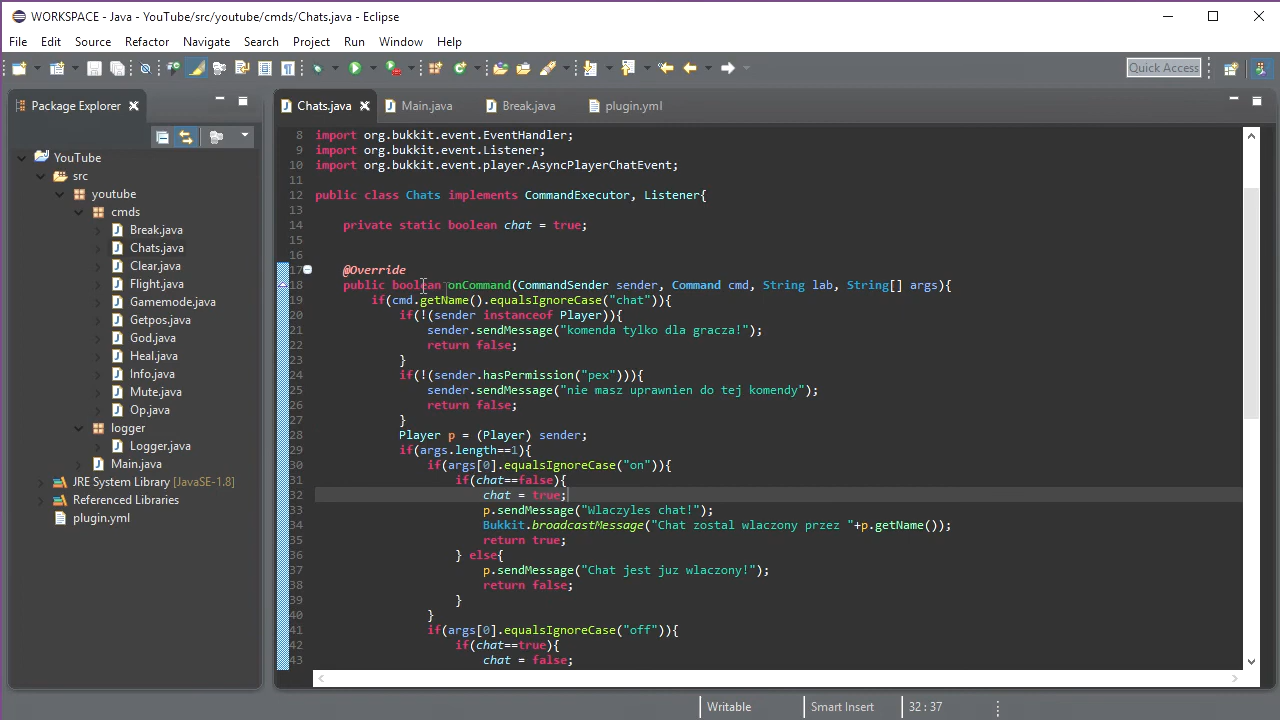 WORKSPACE - Java - YouTube/src/youtube/cmds/Chats.java - Eclipse
File Edit Source Refactor Navigate Search Project Run Window Help
Quick Access
Package Explorer
Chats.java Main.java Break.java plugin.yml
YouTube
src
youtube
cmds
Break.java
Chats.java
Clear.java
Flight.java
Gamemode.java
Getpos.java
God.java
Heal.java
Info.java
Mute.java
Op.java
logger
Logger.java
Main.java
JRE System Library [JavaSE-1.8]
Referenced Libraries
plugin.yml
8 import org.bukkit.event.EventHandler;
9 import org.bukkit.event.Listener;
10 import org.bukkit.event.player.AsyncPlayerChatEvent;
11
12 public class Chats implements CommandExecutor, Listener{
13
14 private static boolean chat = true;
15
16
17 @Override
18 public boolean onCommand(CommandSender sender, Command cmd, String lab, String[] args){
19 if(cmd.getName().equalsIgnoreCase("chat")){
20 if(!(sender instanceof Player)){
21 sender.sendMessage("komenda tylko dla gracza!");
22 return false;
23 }
24 if(!(sender.hasPermission("pex"))){
25 sender.sendMessage("nie masz uprawnien do tej komendy");
26 return false;
27 }
28 Player p = (Player) sender;
29 if(args.length==1){
30 if(args[0].equalsIgnoreCase("on")){
31 if(chat==false){
32 chat = true;
33 p.sendMessage("Wlaczyles chat!");
34 Bukkit.broadcastMessage("Chat zostal wlaczony przez "+p.getName());
35 return true;
36 } else{
37 p.sendMessage("Chat jest juz wlaczony!");
38 return false;
39 }
40 }
41 if(args[0].equalsIgnoreCase("off")){
42 if(chat==true){
43 chat = false;
Writable Smart Insert 32 : 37